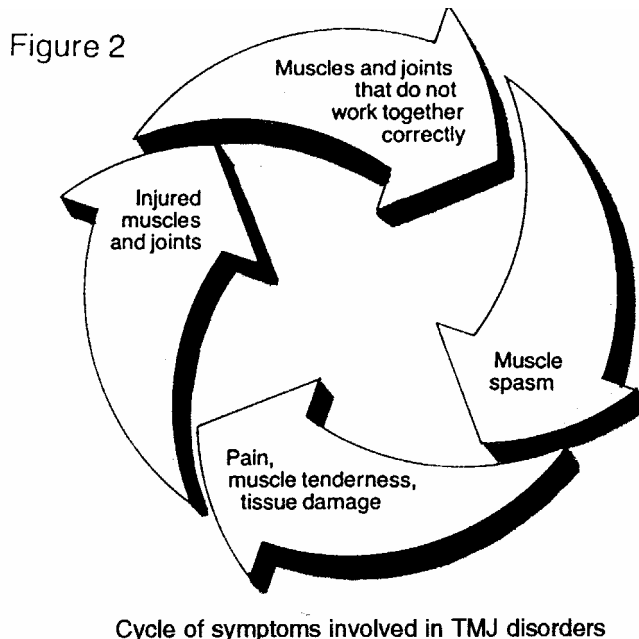 Figure 2
Muscles and joints
that do not
work together
correctly
Injured
muscles
and joints
Muscle
spasm
Pain,
muscle tenderness,
tissue damage
Cycle of symptoms involved in TMJ disorders